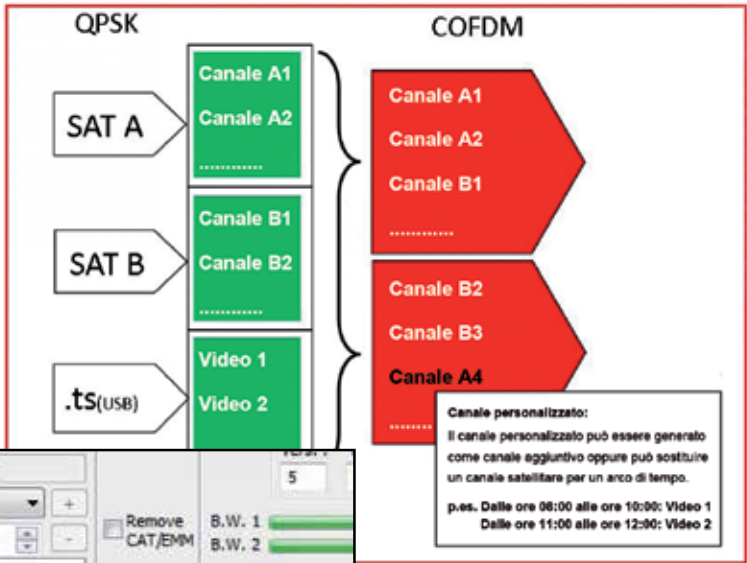 QPSK
COFDM
SAT A
Canale A1
Canale A2
............
SAT B
Canale B1
Canale B2
............
.ts(USB)
Video 1
Video 2
Canale A1
Canale A2
Canale B1
............
Canale B2
Canale B3
Canale A4
........
Canale personalizzato:
Il canale personalizzato può essere generato
come canale aggiuntivo oppure può sostituire
un canale satellitare per un arco di tempo.
p.es. Dalle ore 08:00 alle ore 10:00: Video 1
Dalle ore 11:00 alle ore 12:00: Video 2
5
+
-
Remove
CAT/EMM
B.W. 1
B.W. 2